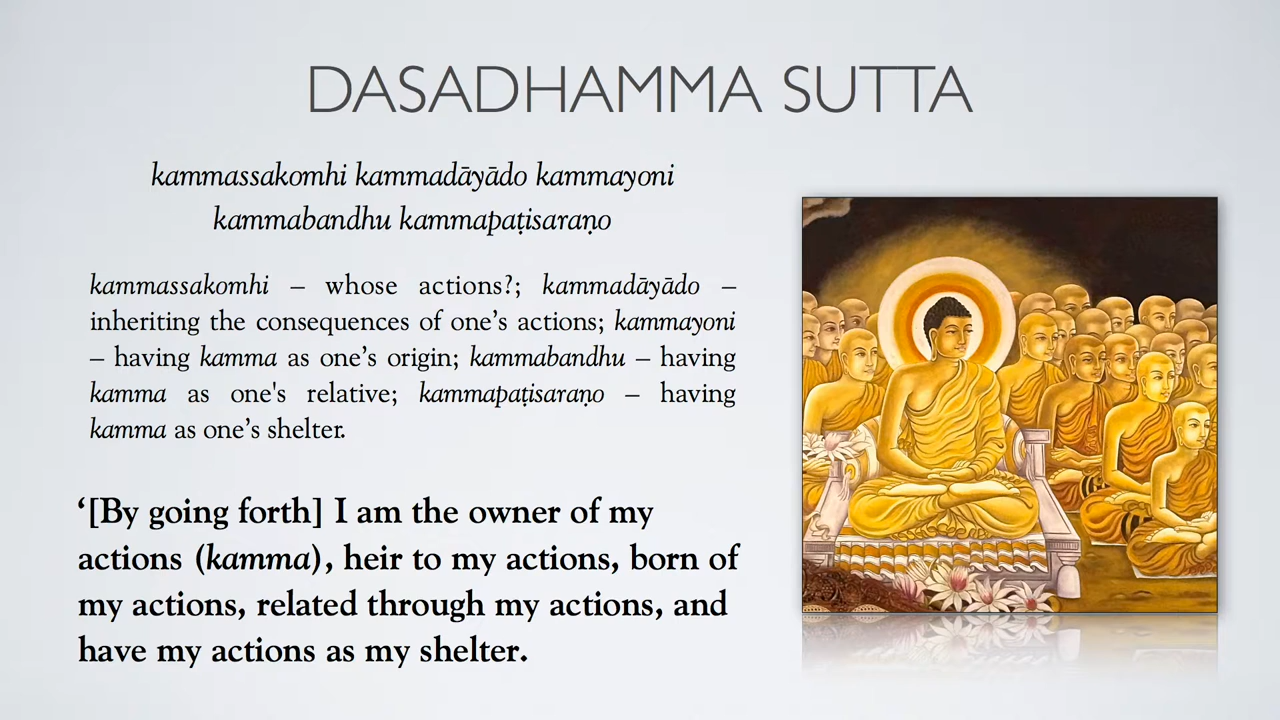 DASADHAMMA SUTTA
kammassakomhi kammadāyādo kammayoni
kammabandhu kammapaṭisaraṇo
kammassakomhi – whose actions?; kammadāyādo –
inheriting the consequences of one’s actions; kammayoni
– having kamma as one’s origin; kammabandhu – having
kamma as one's relative; kammapaṭisaraṇo – having
kamma as one’s shelter.
‘[By going forth] I am the owner of my
actions (kamma), heir to my actions, born of
my actions, related through my actions, and
have my actions as my shelter.